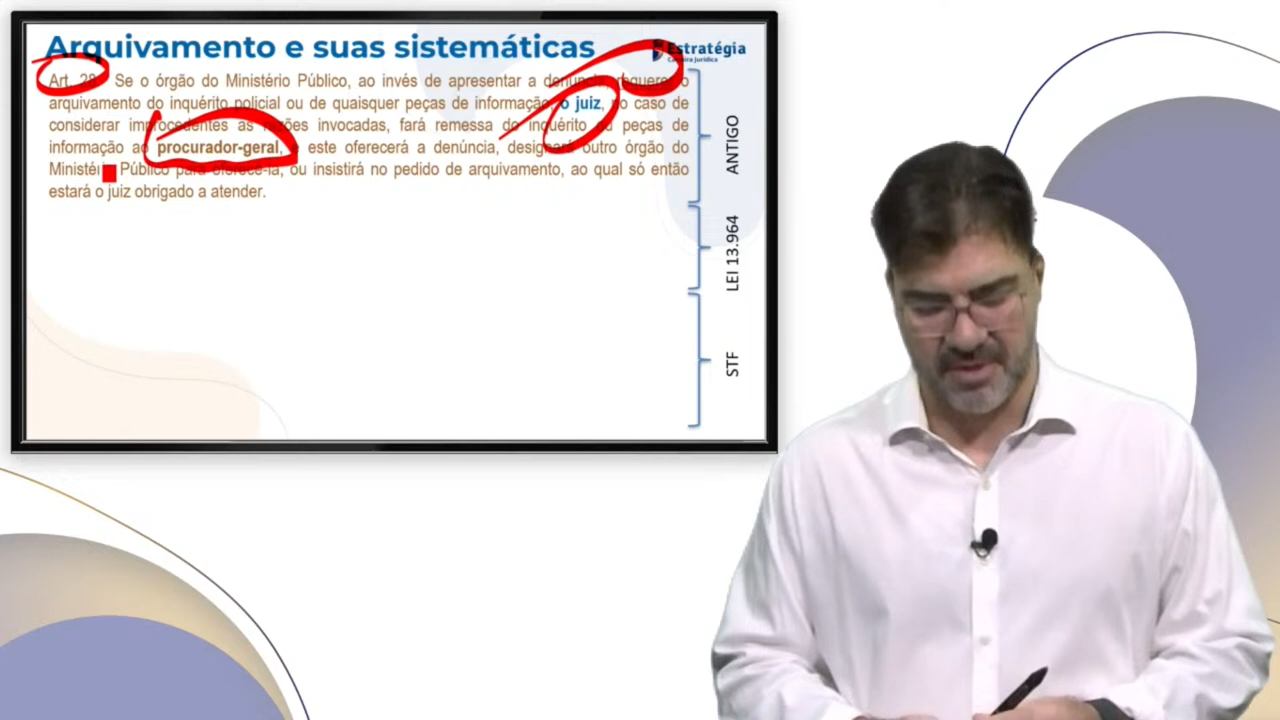 Arquivamento e suas sistemáticas
Estratégia
Carreira Jurídica
Art. 28. Se o órgão do Ministério Público, ao invés de apresentar a denúncia, requerer o
arquivamento do inquérito policial ou de quaisquer peças de informação, o juiz, no caso de
considerar improcedentes as razões invocadas, fará remessa do inquérito ou peças de
informação ao procurador-geral, e este oferecerá a denúncia, designará outro órgão do
Ministério Público para oferecê-la, ou insistirá no pedido de arquivamento, ao qual só então
estará o juiz obrigado a atender.
ANTIGO
LEI 13.964
STF